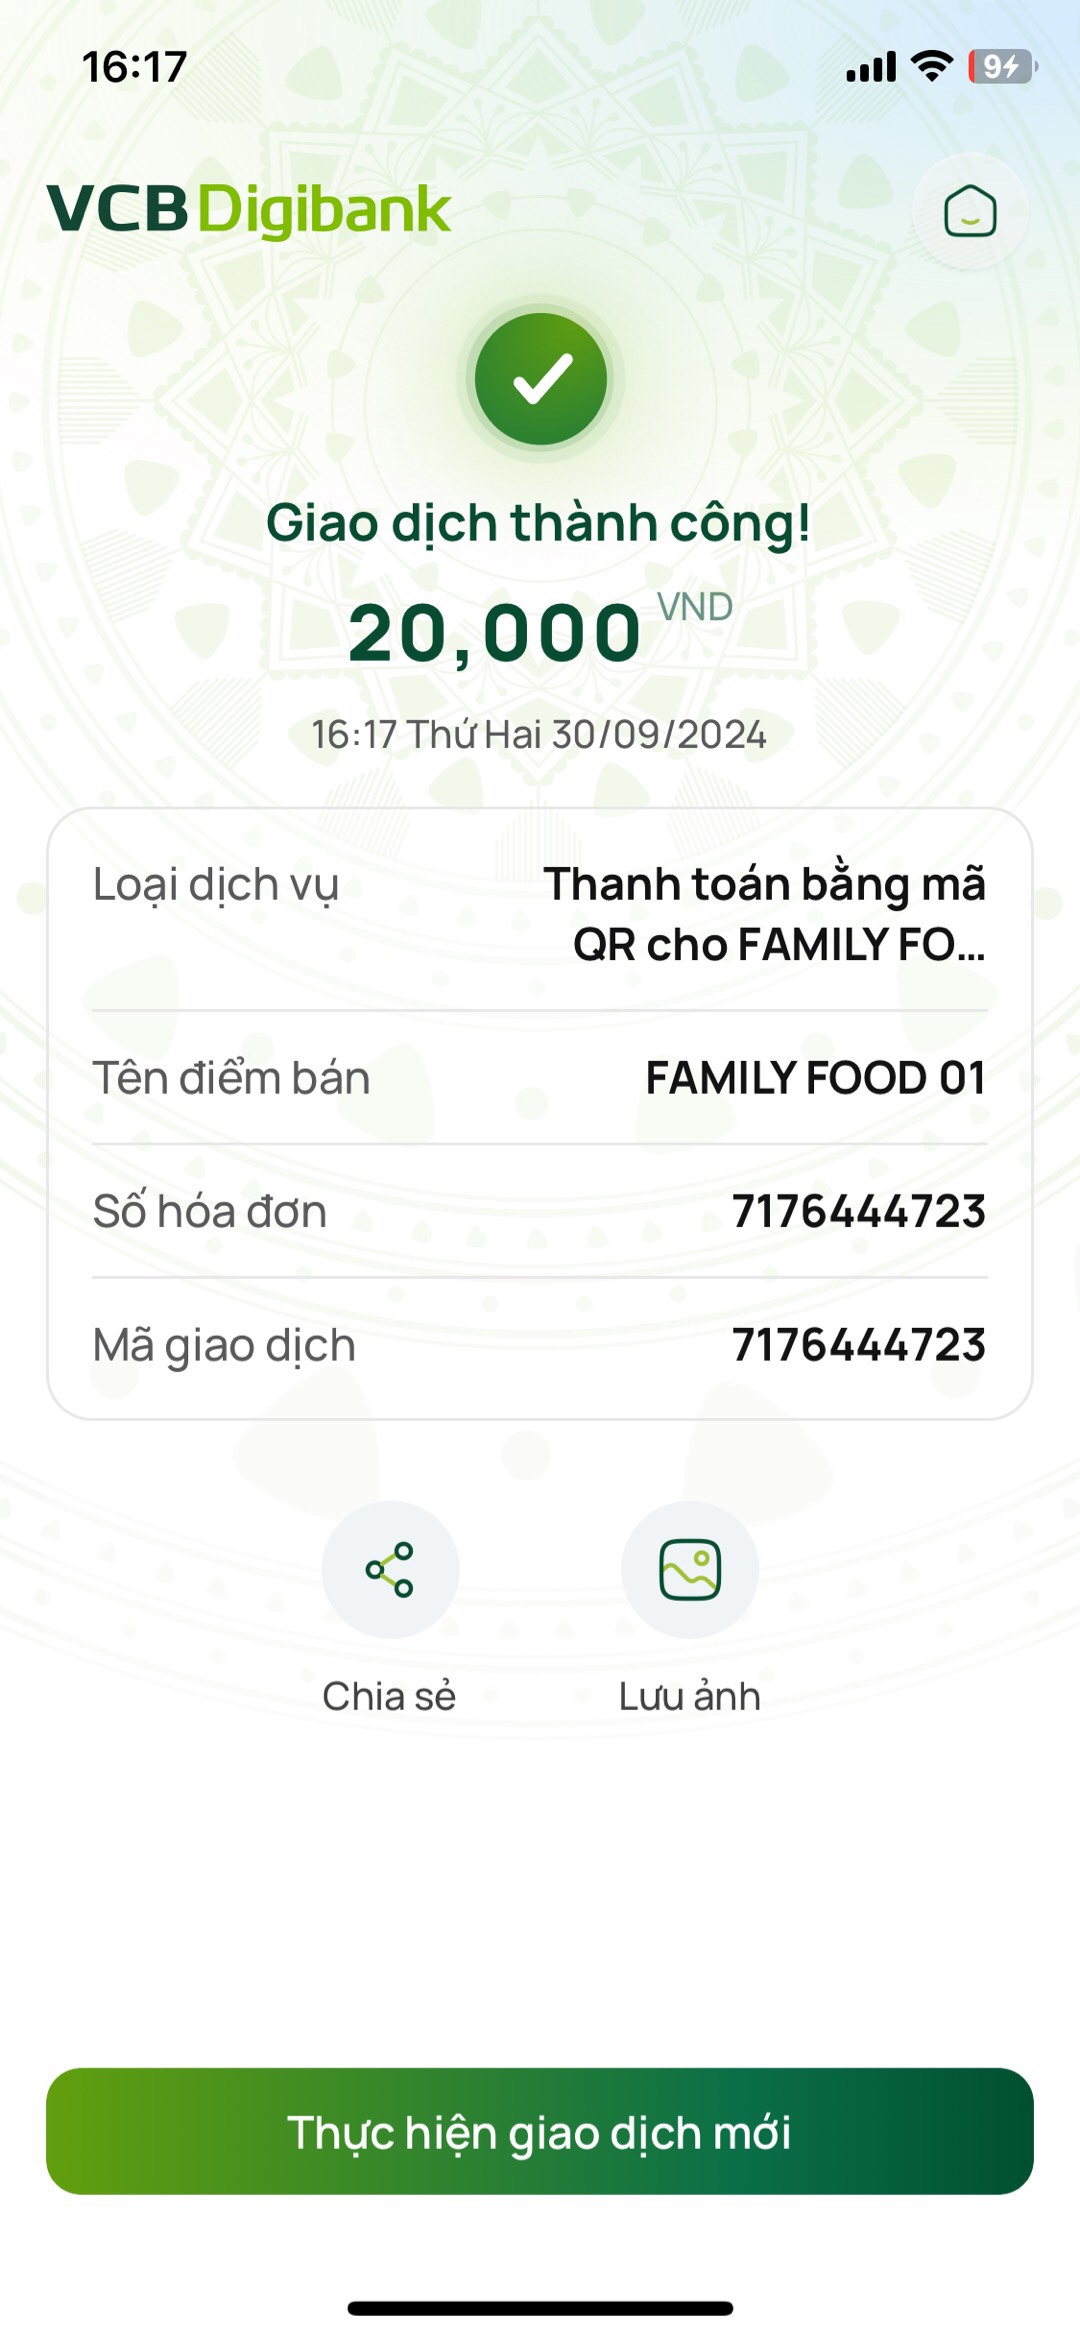 16:17
9
VCB Digibank
Giao dịch thành công!
20,000 VND
16:17 Thứ Hai 30/09/2024
Loại dịch vụ
Thanh toán bằng mã
QR cho FAMILY FO...
Tên điểm bán
FAMILY FOOD 01
Số hóa đơn
7176444723
Mã giao dịch
7176444723
Chia sẻ
Lưu ảnh
Thực hiện giao dịch mới